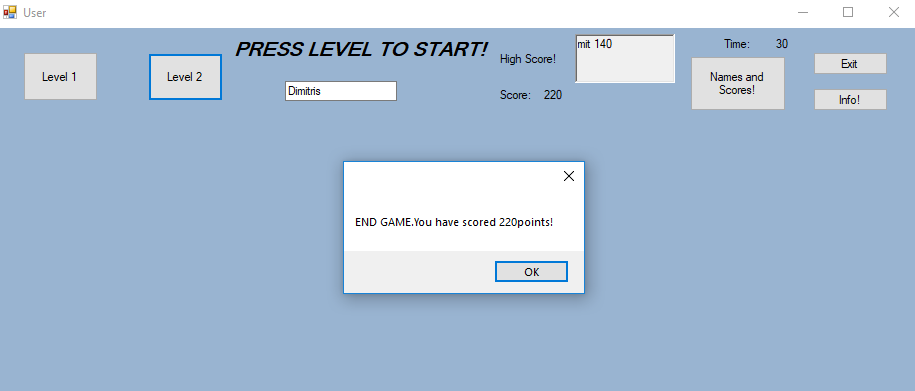 User
PRESS LEVEL TO START!
Level 1
Level 2
Dimitris
High Score!
mit 140
Score: 220
Time: 30
Names and
Scores!
Exit
Info!
END GAME.You have scored 220points!
OK